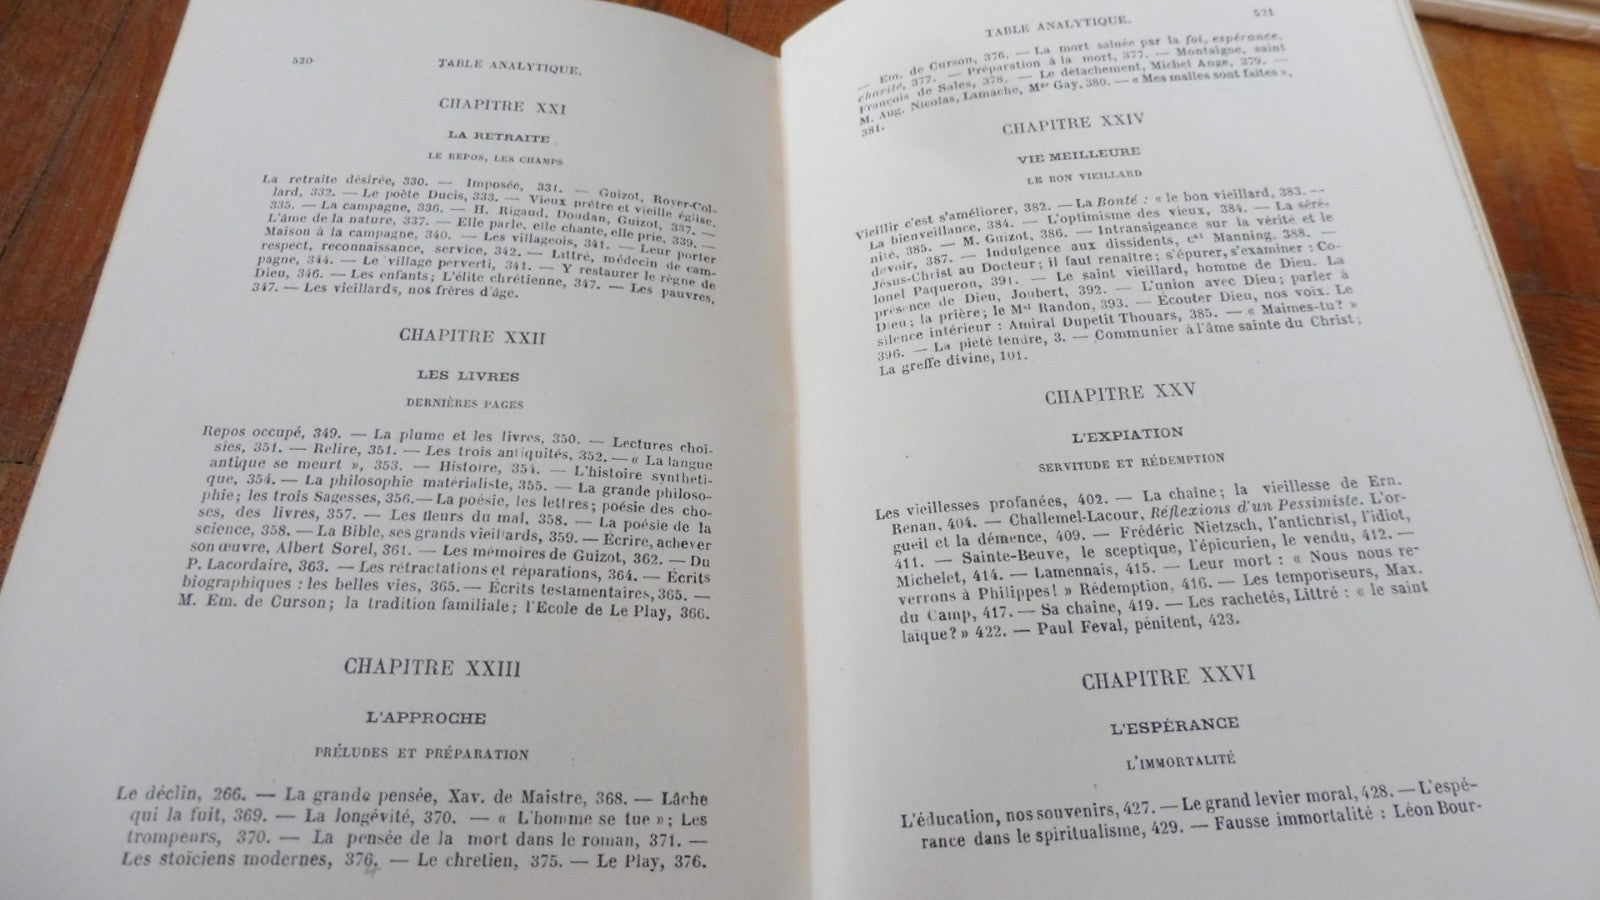 520
TABLE ANALYTIQUE.
CHAPITRE XXI
LA RETRAITE
LE REPOS, LES CHAMPS
La retraite désirée, 330. — Imposée, 331. — Guizot, Royer-Col-
lard, 332. — Le poète Ducis, 333. — Vieux prêtre et vieille église,
335. — La campagne, 336. — H. Rigaud, Doudan, Guizot, 337. —
L'âme de la nature, 337. — Elle parle, elle chante, elle prie, 339. —
Maison à la campagne, 340. — Les villageois, 341. — Leur porter
respect, reconnaissance, service, 342. — Littré, médecin de cam-
pagne, 344. — Le village perverti, 341. — Y restaurer le règne de
Dieu, 346. — Les enfants; L'élite chrétienne, 347. — Les pauvres,
347. — Les vieillards, nos frères d'âge.
CHAPITRE XXII
LES LIVRES
DERNIÈRES PAGES
Repos occupé, 349. — La plume et les livres, 350. — Lectures choi-
sies, 351. — Relire, 351. — Les trois antiquités, 352. — « La langue
antique se meurt », 353. — Histoire, 354. — L'histoire syntheti-
que, 354. — La philosophie matérialiste, 355. — La grande philoso-
phie; les trois Sagesses, 356. — La poésie, les lettres; poésie des cho-
ses, des livres, 357. — Les fleurs du mal, 358. — La poésie de la
science, 358. — La Bible, ses grands vieillards, 359. — Écrire, achever
son œuvre, Albert Sorel, 361. — Les mémoires de Guizot, 362. — Du
P. Lacordaire, 363. — Les rétractations et réparations, 364. — Écrits
biographiques : les belles vies, 365. — Écrits testamentaires, 365. —
M. Em. de Curson; la tradition familiale; l'Ecole de Le Play, 366.
CHAPITRE XXIII
L'APPROCHE
PRÉLUDES ET PRÉPARATION
Le déclin, 266. — La grande pensée, Xav. de Maistre, 368. — Lâche
qui la fuit, 369. — La longévité, 370. — « L'homme se tue »; Les
trompeurs, 370. — La pensée de la mort dans le roman, 371. —
Les stoïciens modernes, 376. — Le chretien, 375. — Le Play, 376.
4
TABLE ANALYTIQUE.
521
— Em. de Curson, 376. — La mort saluée par la foi, espérance,
charité, 377. — Préparation à la mort, 377. — Montaigne, saint
François de Sales, 378. — Le détachement, Michel Ange, 379. —
M. Aug. Nicolas, Lamache, Mgr Gay, 380. — « Mes malles sont faites »,
381.
CHAPITRE XXIV
VIE MEILLEURE
LE BON VIEILLARD
Vieillir c'est s'améliorer, 382. — La Bonté : « le bon vieillard, 383. —
La bienveillance, 384. — L'optimisme des vieux, 384. — La séré-
nité, 385. — M. Guizot, 386. — Intransigeance sur la vérité et le
devoir, 387. — Indulgence aux dissidents, cal Manning, 388. —
Jésus-Christ au Docteur; il faut renaître; s'épurer, s'examiner : Co-
lonel Paqueron, 391. — Le saint vieillard, homme de Dieu. La
présence de Dieu, Joubert, 392. — L'union avec Dieu; parler à
Dieu; la prière; le Mal Randon, 393. — Écouter Dieu, nos voix. Le
silence intérieur : Amiral Dupetit Thouars, 385. — « Maimes-tu? »
396. — La piété tendre, 3. — Communier à l'âme sainte du Christ;
La greffe divine, 101.
CHAPITRE XXV
L'EXPIATION
SERVITUDE ET RÉDEMPTION
Les vieillesses profanées, 402. — La chaine; la vieillesse de Ern.
Renan, 404. — Challemel-Lacour, Réflexions d'un Pessimiste. L'or-
gueil et la démence, 409. — Frédéric Nietzsch, l'antichrist, l'idiot,
411. — Sainte-Beuve, le sceptique, l'épicurien, le vendu, 412. —
Michelet, 414. — Lamennais, 415. — Leur mort : « Nous nous re-
verrons à Philippes! » Rédemption, 416. — Les temporiseurs, Max.
du Camp, 417. — Sa chaine, 419. — Les rachetés, Littré : « le saint
laïque? » 422. — Paul Feval, pénitent, 423.
CHAPITRE XXVI
L'ESPÉRANCE
L'IMMORTALITÉ
L'éducation, nos souvenirs, 427. — Le grand levier moral, 428. — L'espé-
rance dans le spiritualisme, 429. — Fausse immortalité : Léon Bour-